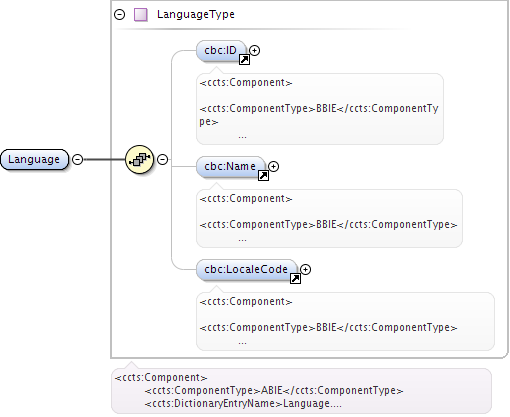 LanguageType
cbc:ID
<ccts:Component>
<ccts:ComponentType>BBIE</ccts:ComponentTy
pe>
...
Language
cbc:Name
<ccts:Component>
<ccts:ComponentType>BBIE</ccts:ComponentType>
...
cbc:LocaleCode
<ccts:Component>
<ccts:ComponentType>BBIE</ccts:ComponentType>
...
<ccts:Component>
<ccts:ComponentType>ABIE</ccts:ComponentType>
<ccts:DictionaryEntryName>Language....